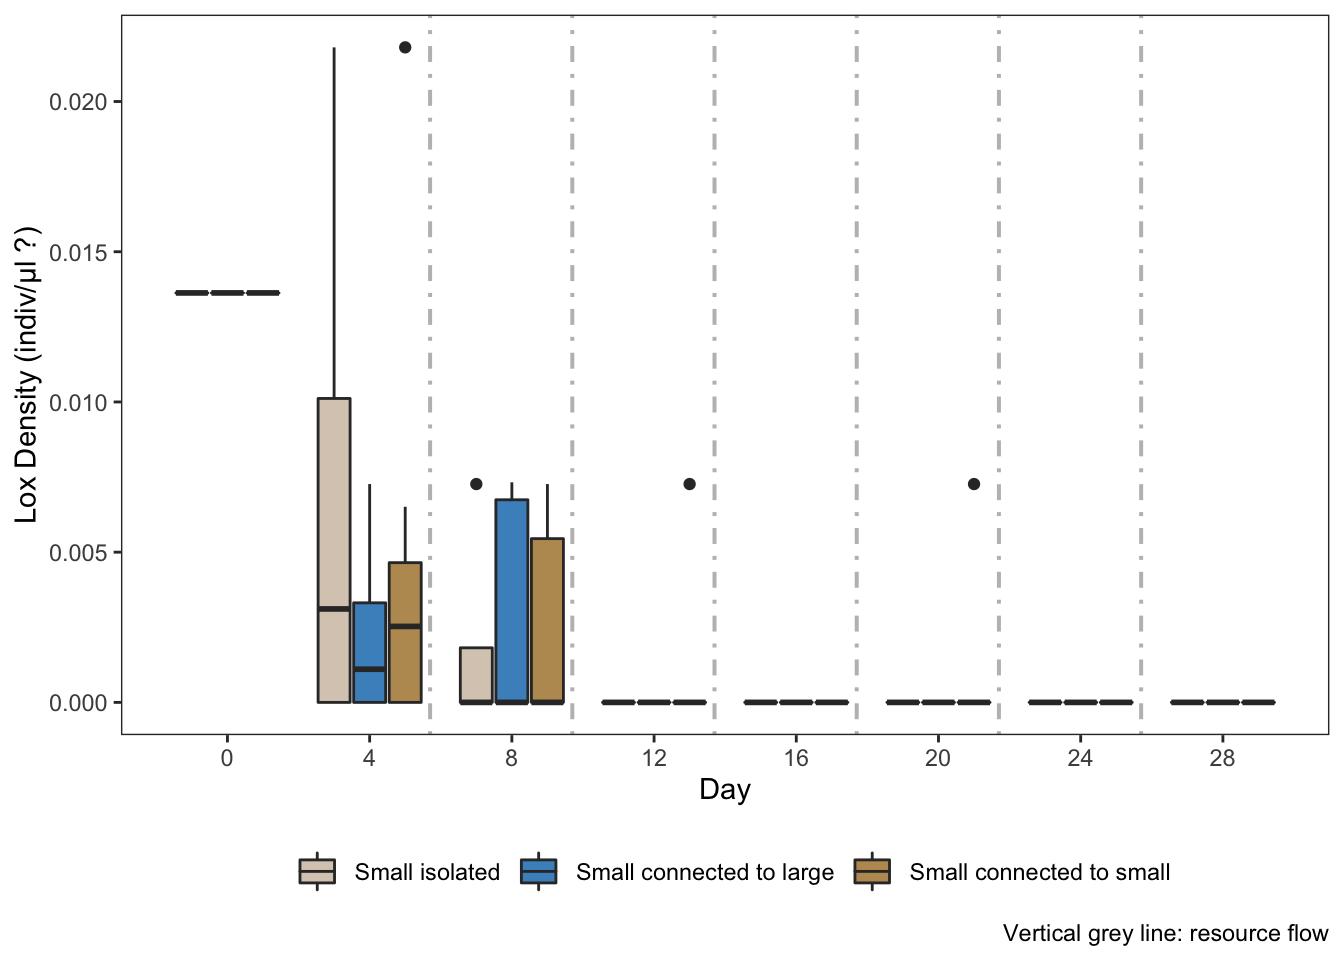 Lox Density (indiv/μl ?)
0.020
0.015
0.010
0.005
0.000
0 4 8 12 16 20 24 28
Day
Small isolated Small connected to large Small connected to small
Vertical grey line: resource flow